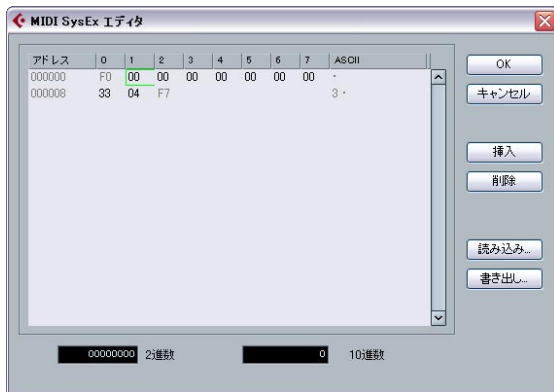 MIDI SysEx エディタ
アドレス 0 1 2 3 4 5 6 7 ASCII
000000 F0 00 00 00 00 00 00 00 ·
000008 33 04 F7 3 ·
OK
キャンセル
挿入
削除
読み込み...
書き出し...
00000000 2進数 0 10進数